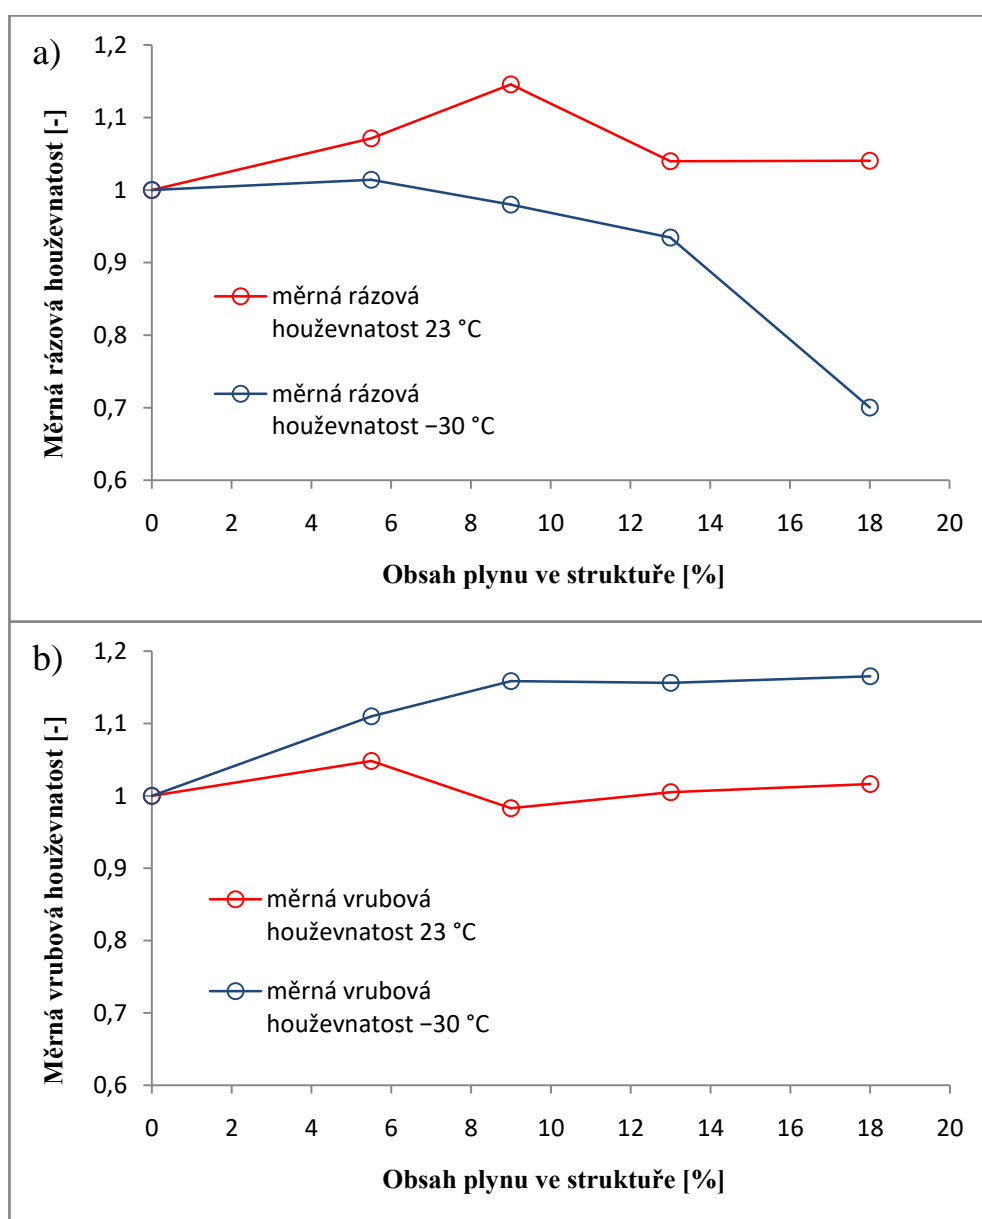 a)
Měrná rázová houževnatost [-]
1,2
1,1
1
0,9
0,8
0,7
0,6
měrná rázová
houževnatost 23 °C
měrná rázová
houževnatost −30 °C
0 2 4 6 8 10 12 14 16 18 20
Obsah plynu ve struktuře [%]
b)
Měrná vrubová houževnatost [-]
1,2
1,1
1
0,9
0,8
0,7
0,6
měrná vrubová
houževnatost 23 °C
měrná vrubová
houževnatost −30 °C
0 2 4 6 8 10 12 14 16 18 20
Obsah plynu ve struktuře [%]